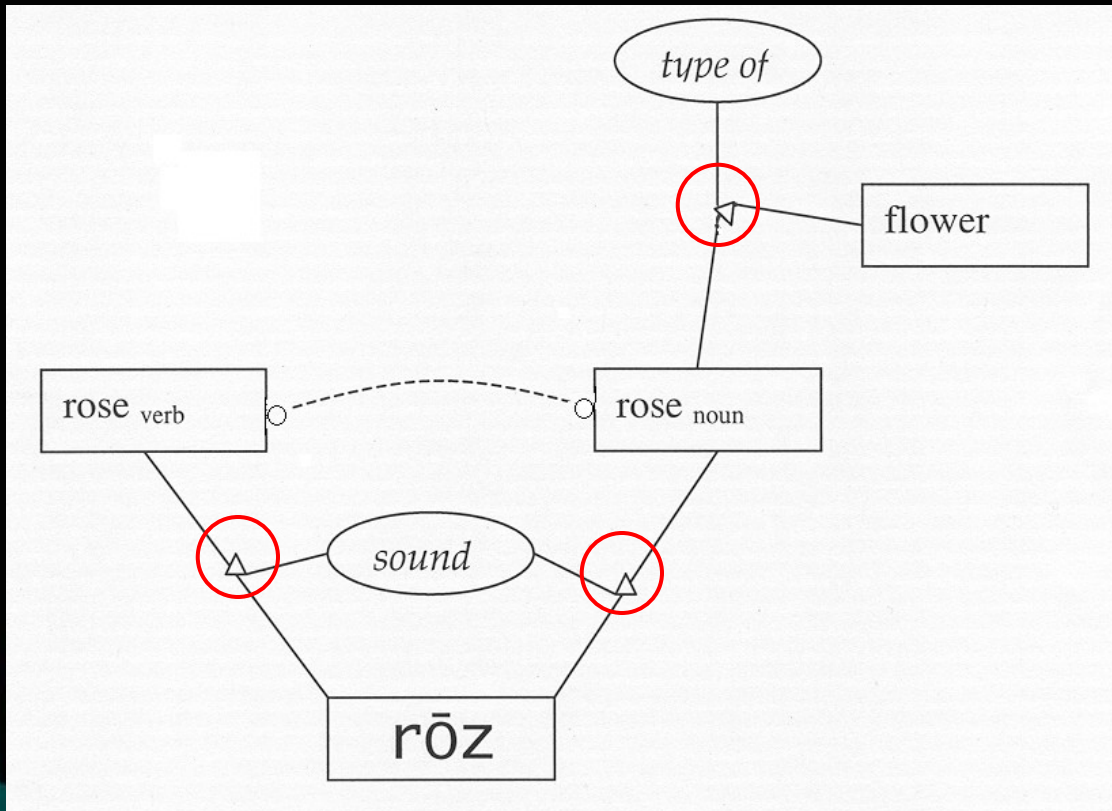 type of
flower
rose verb
rose noun
sound
rōz